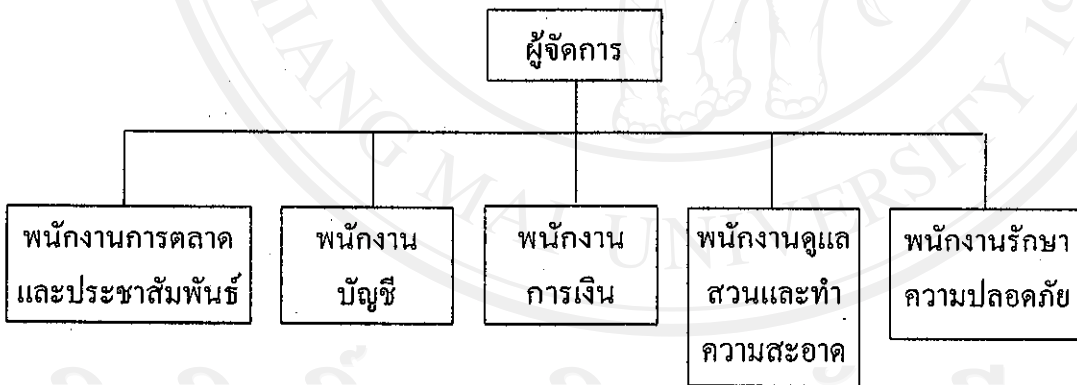 ผู้จัดการ
พนักงานการตลาด
และประชาสัมพันธ์
พนักงาน
บัญชี
พนักงาน
การเงิน
พนักงานดูแล
สวนและทำ
ความสะอาด
พนักงานรักษา
ความปลอดภัย
CHIANG MAI UNIVERSITY